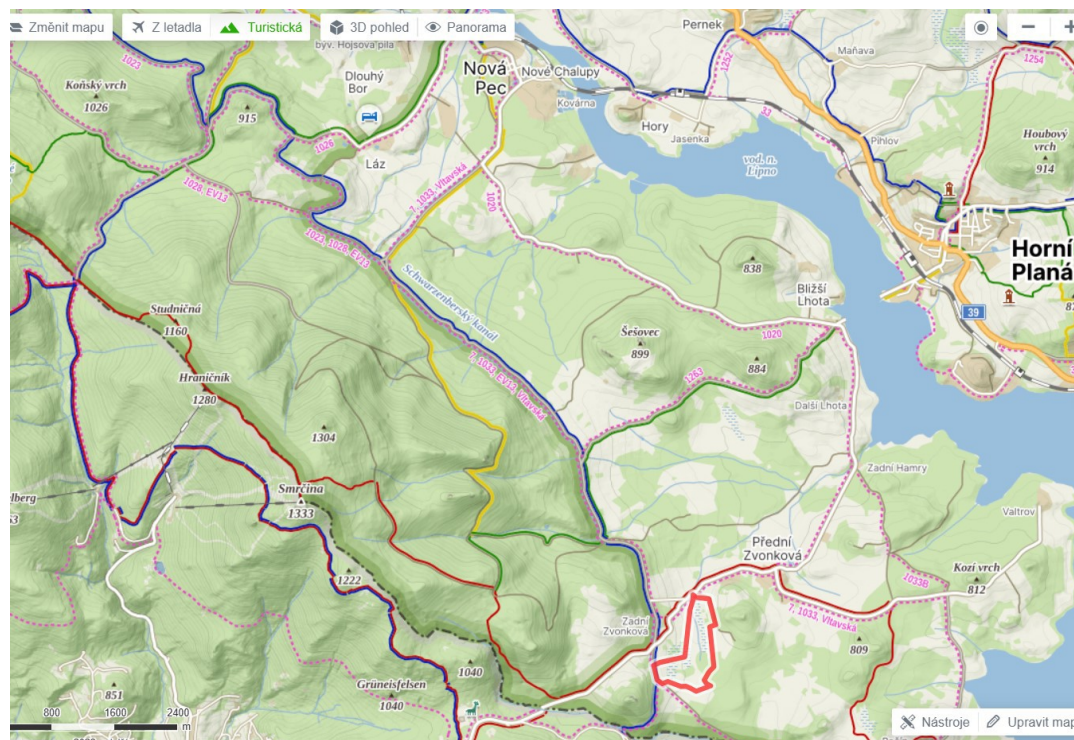 Změnit mapu
Z letadla
Turistická
3D pohled
Panorama
byv. Hojsova pila
Pernek
Maňava
1254
1023
Koňský vrch
1026
915
Dlouhý
Bor
Nová
Pec
Nové Chalupy
Kovárna
1252
33
Hory
Jasenka
Pihlov
Houbový
vrch
914
1026
Láz
vod. n.
Lipno
1028, EV13
7, 1033, Vltavská
1020
1023, 1028, EV13
Horní
Planá
838
Bližší
Lhota
39
Schwarzenberský kanál
Studničná
1160
Šešovec
899
1020
884
1263
7, 1033, EV13, Vltavská
Hraničník
1280
Další Lhota
1304
Zadní Hamry
Smrčina
1333
Valtrov
Přední
Zvonková
Kozí vrch
812
1033B
1222
7, 1033, Vltavská
Zadní
Zvonková
809
1040
Grüneisfelsen
1040
851
800
1600
2400
m
Nástroje
Upravit map